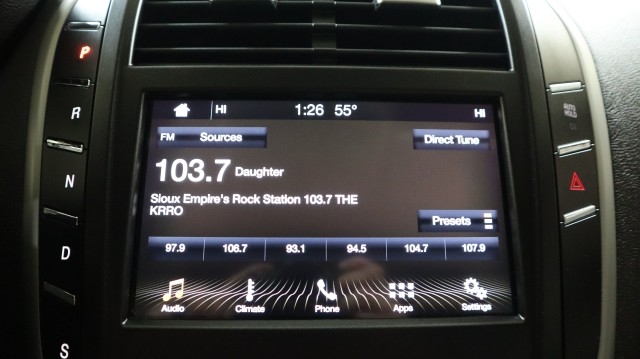 P
R
N
D
S
HI 1:26 55° HI
FM Sources Direct Tune
103.7 Daughter
Sioux Empire's Rock Station 103.7 THE
KRRO
Presets
97.9 106.7 93.1 94.5 104.7 107.9
Audio Climate Phone Apps Settings
AUTO
HOLD